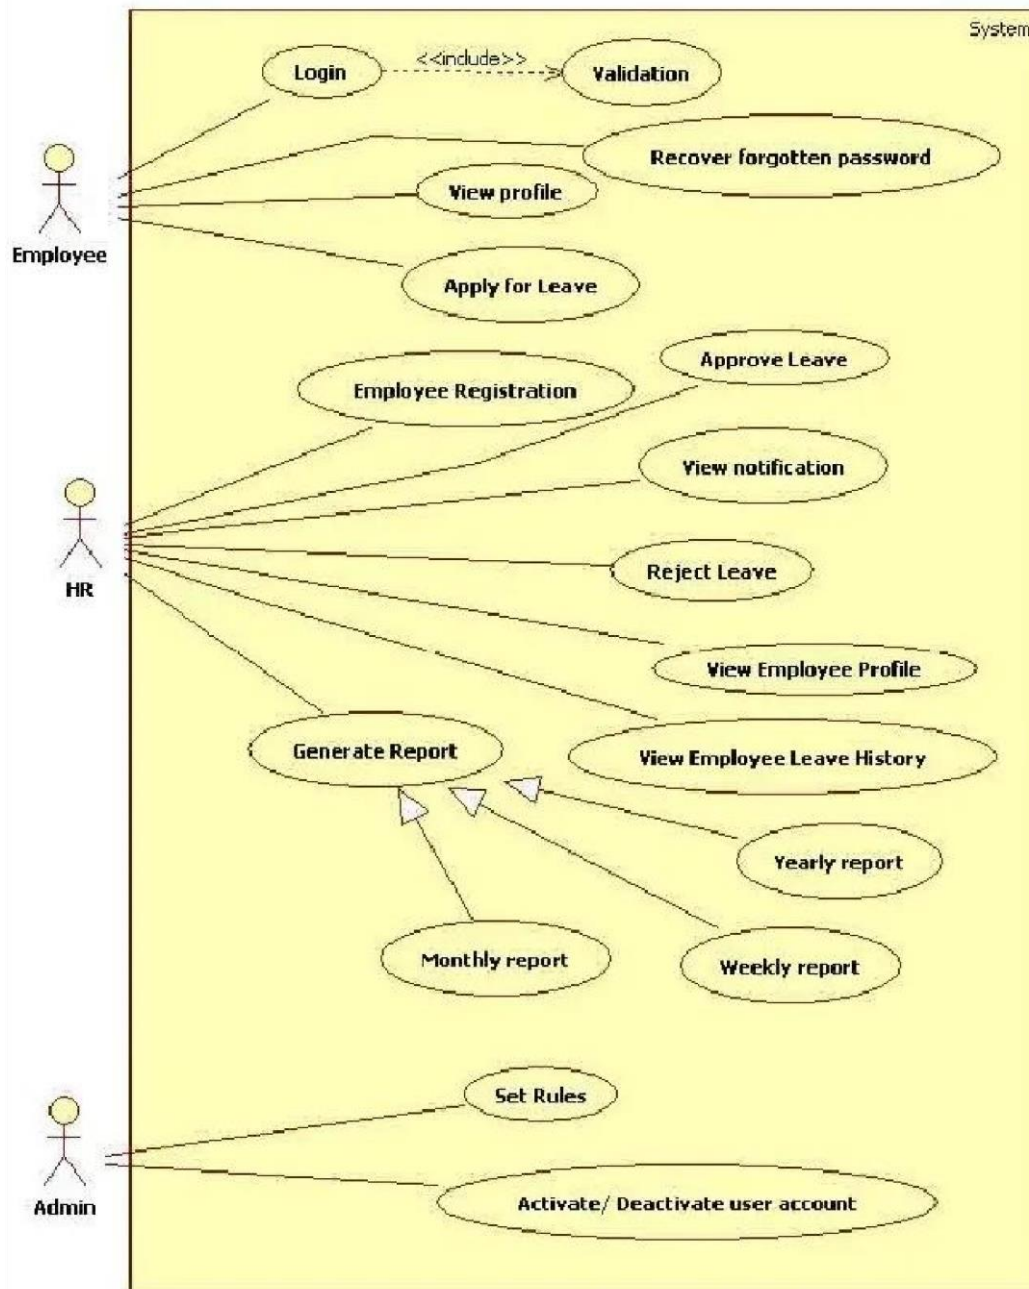 System
Login
<<include>>
Validation
Recover forgotten password
View profile
Employee
Apply for Leave
Approve Leave
Employee Registration
View notification
HR
Reject Leave
View Employee Profile
Generate Report
View Employee Leave History
Yearly report
Monthly report
Weekly report
Set Rules
Admin
Activate/ Deactivate user account